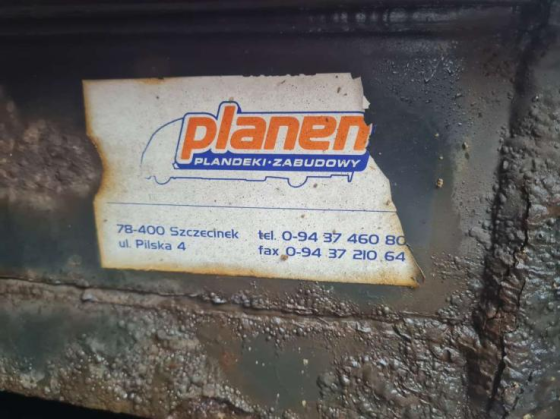 planen
PLANDEKI·ZABUDOWY
78-400 Szczecinek
ul. Pilska 4
tel. 0-94 37 460 80
fax 0-94 37 210 64